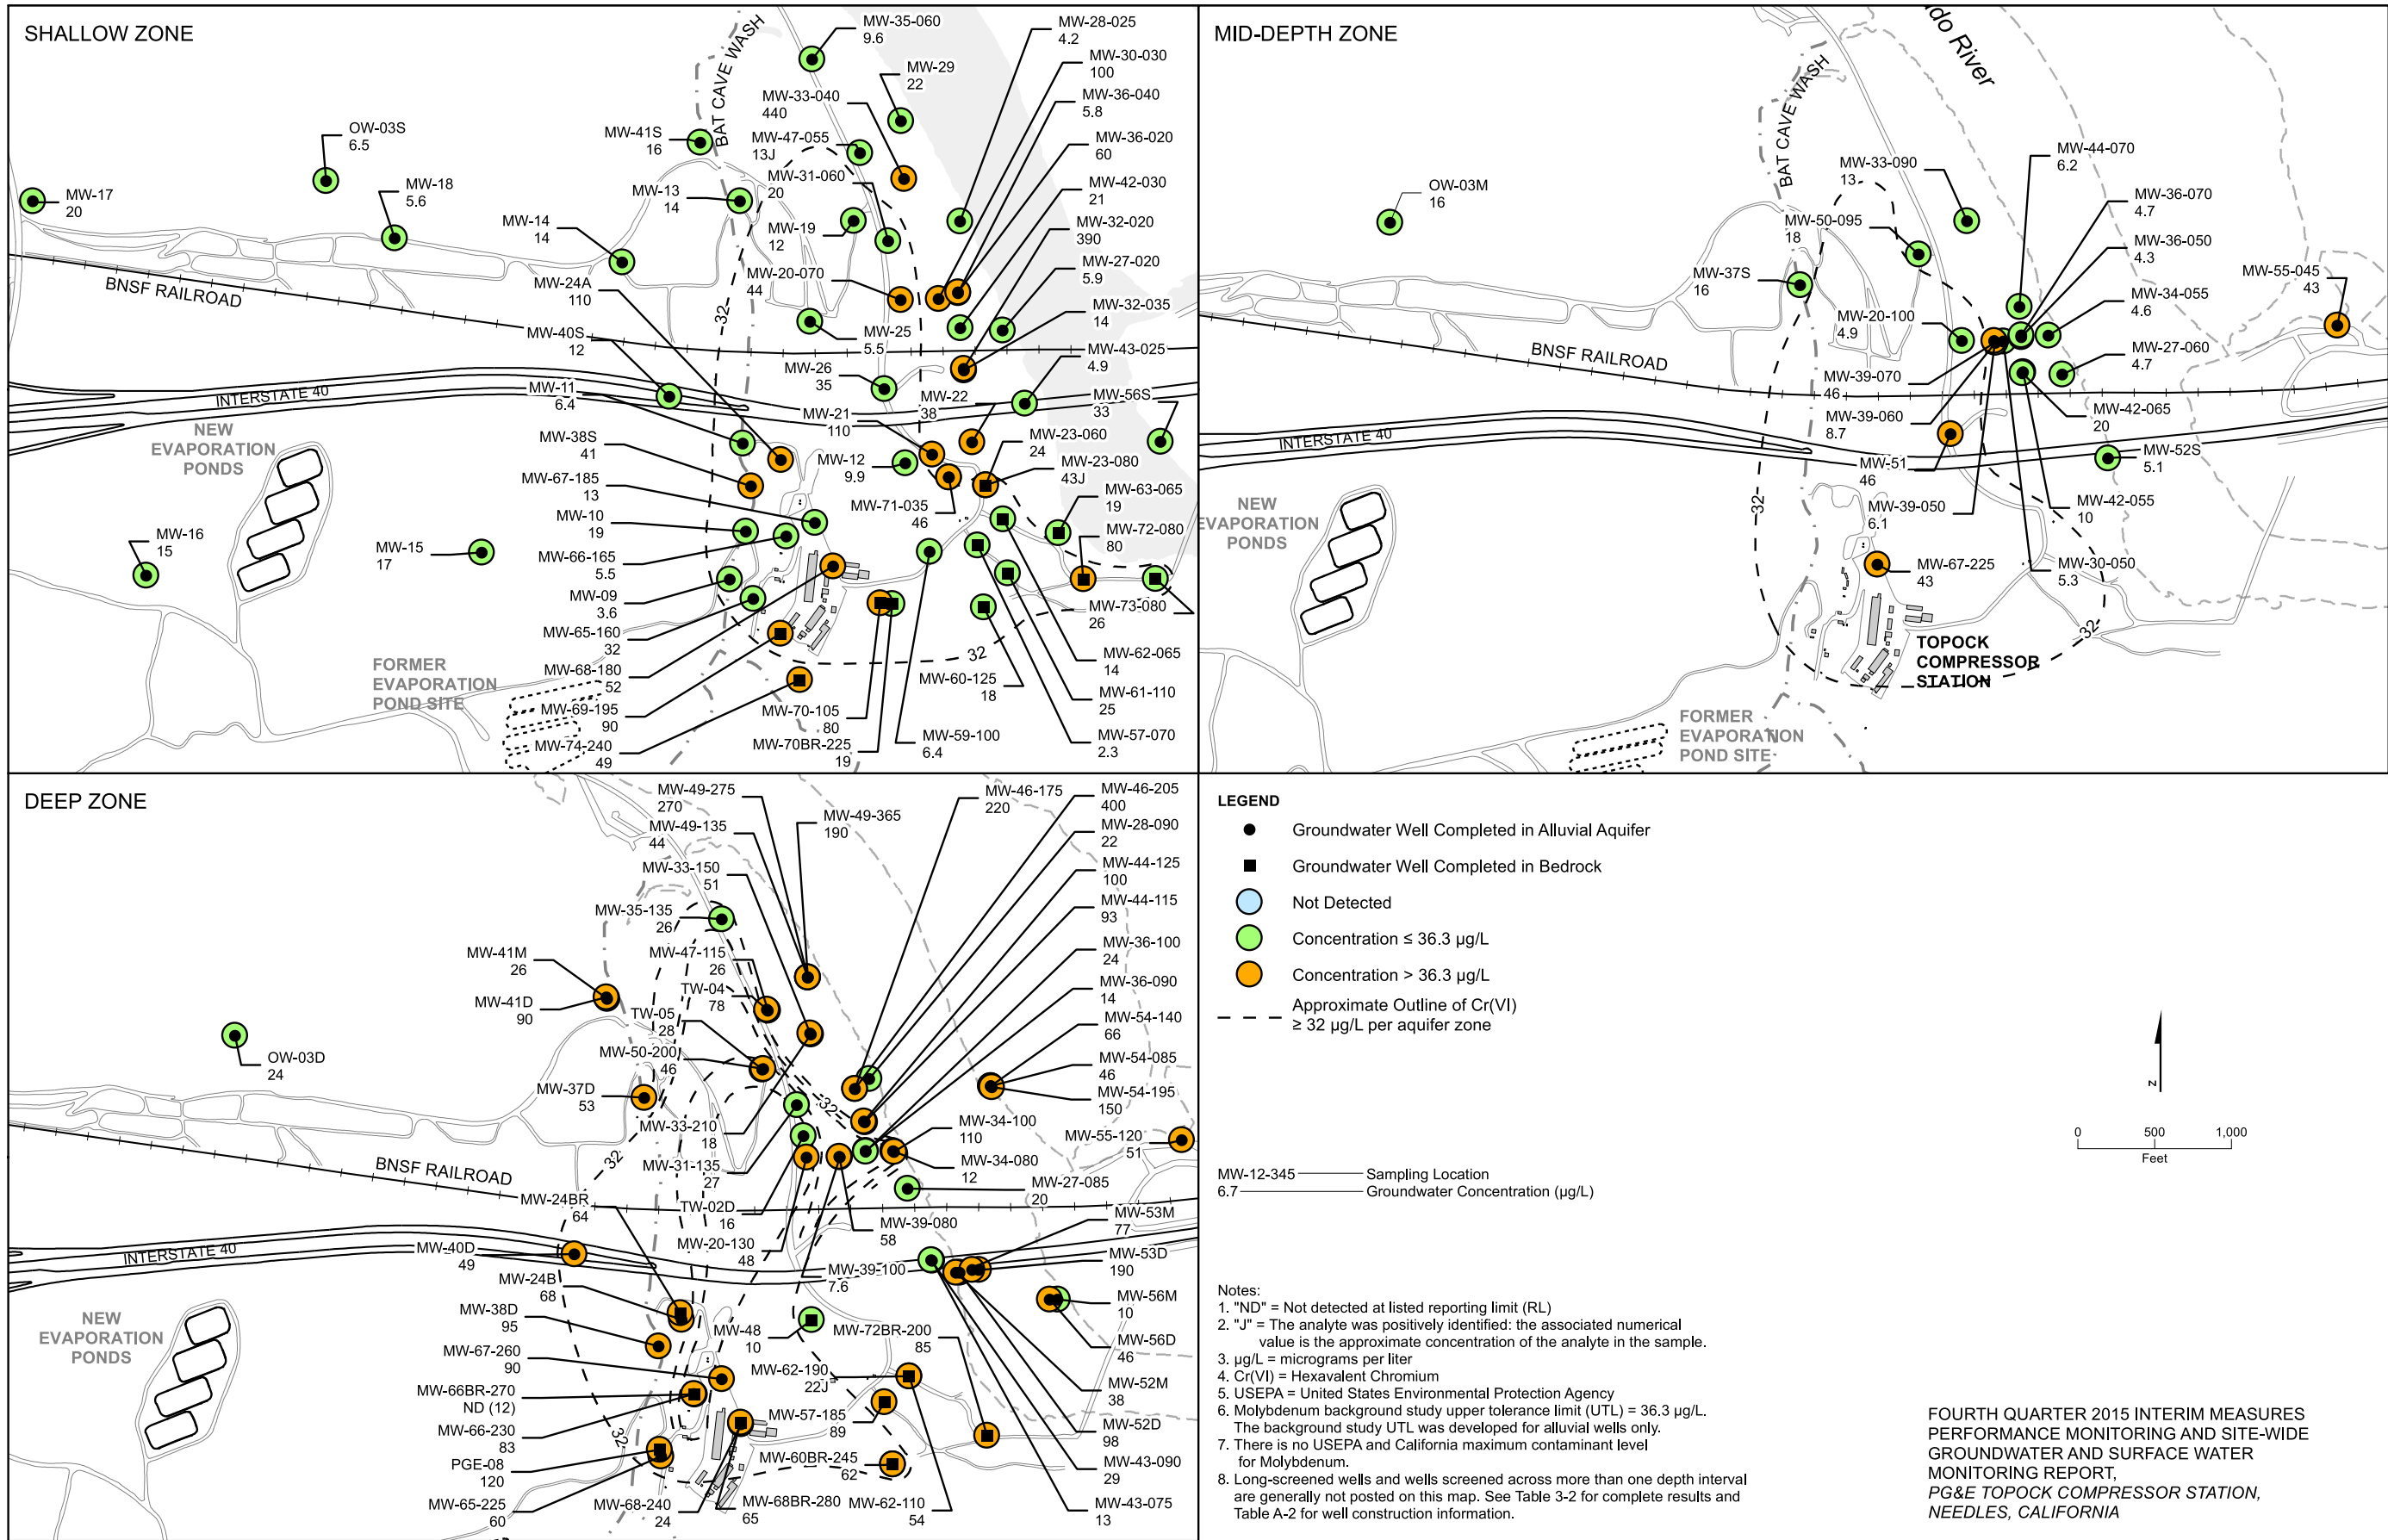 SHALLOW ZONE
BAT CAVE WASH
MW-35-060
9.6
MW-28-025
4.2
MW-29
22
MW-30-030
100
MW-33-040
440
MW-36-040
5.8
OW-03S
6.5
MW-41S
16
MW-47-055
13J
MW-36-020
60
MW-17
20
MW-18
5.6
MW-13
14
MW-31-060
20
MW-42-030
21
MW-14
14
MW-19
12
MW-32-020
390
MW-24A
110
MW-20-070
44
MW-27-020
5.9
BNSF RAILROAD
32
MW-32-035
14
MW-40S
12
MW-25
5.5
MW-43-025
4.9
MW-26
35
MW-11
6.4
INTERSTATE 40
MW-22
38
MW-56S
33
MW-21
110
NEW
EVAPORATION
PONDS
MW-38S
41
MW-12
9.9
MW-23-060
24
MW-23-080
43J
MW-67-185
13
MW-63-065
19
MW-10
19
MW-71-035
46
MW-72-080
80
MW-16
15
MW-15
17
MW-66-165
5.5
MW-09
3.6
MW-73-080
26
MW-65-160
32
32
MW-62-065
14
FORMER
EVAPORATION
POND SITE
MW-68-180
52
MW-60-125
18
MW-61-110
25
MW-69-195
90
MW-70-105
80
MW-59-100
6.4
MW-57-070
2.3
MW-74-240
49
MW-70BR-225
19
MID-DEPTH ZONE
do River
BAT CAVE WASH
MW-44-070
6.2
MW-33-090
13
OW-03M
16
MW-36-070
4.7
MW-50-095
18
MW-36-050
4.3
MW-37S
16
MW-55-045
43
MW-34-055
4.6
MW-20-100
4.9
BNSF RAILROAD
MW-27-060
4.7
MW-39-070
46
MW-39-060
8.7
MW-42-065
20
INTERSTATE 40
MW-51
46
MW-52S
5.1
NEW
EVAPORATION
PONDS
32
MW-39-050
6.1
MW-42-055
10
MW-67-225
43
MW-30-050
5.3
32
TOPOCK
COMPRESSOR
STATION
FORMER
EVAPORATION
POND SITE
DEEP ZONE
MW-49-275
270
MW-49-365
190
MW-46-175
220
MW-46-205
400
MW-49-135
44
MW-28-090
22
MW-33-150
51
MW-44-125
100
MW-35-135
26
MW-44-115
93
MW-41M
26
MW-47-115
26
MW-36-100
24
MW-41D
90
TW-04
78
MW-36-090
14
TW-05
28
MW-54-140
66
OW-03D
24
MW-50-200
46
MW-54-085
46
MW-37D
53
MW-54-195
150
32
MW-33-210
18
MW-34-100
110
MW-55-120
51
MW-31-135
27
MW-34-080
12
32
BNSF RAILROAD
MW-27-085
20
MW-24BR
64
TW-02D
16
MW-39-080
58
MW-53M
77
MW-20-130
48
INTERSTATE 40
MW-40D
49
MW-39-100
7.6
MW-53D
190
MW-24B
68
MW-38D
95
MW-56M
10
NEW
EVAPORATION
PONDS
MW-48
10
MW-72BR-200
85
MW-56D
46
MW-67-260
90
MW-62-190
22J
MW-52M
38
MW-66BR-270
ND (12)
MW-57-185
89
MW-52D
98
MW-66-230
83
32
PGE-08
120
MW-60BR-245
62
MW-43-090
29
MW-65-225
60
MW-68-240
24
MW-68BR-280
65
MW-62-110
54
MW-43-075
13
LEGEND
Groundwater Well Completed in Alluvial Aquifer
Groundwater Well Completed in Bedrock
Not Detected
Concentration ≤ 36.3 µg/L
Concentration > 36.3 µg/L
Approximate Outline of Cr(VI)
≥ 32 µg/L per aquifer zone
z
0 500 1,000
Feet
MW-12-345 Sampling Location
6.7 Groundwater Concentration (µg/L)
Notes:
1. "ND" = Not detected at listed reporting limit (RL)
2. "J" = The analyte was positively identified: the associated numerical
value is the approximate concentration of the analyte in the sample.
3. µg/L = micrograms per liter
4. Cr(VI) = Hexavalent Chromium
5. USEPA = United States Environmental Protection Agency
6. Molybdenum background study upper tolerance limit (UTL) = 36.3 µg/L.
The background study UTL was developed for alluvial wells only.
7. There is no USEPA and California maximum contaminant level
for Molybdenum.
8. Long-screened wells and wells screened across more than one depth interval
are generally not posted on this map. See Table 3-2 for complete results and
Table A-2 for well construction information.
FOURTH QUARTER 2015 INTERIM MEASURES
PERFORMANCE MONITORING AND SITE-WIDE
GROUNDWATER AND SURFACE WATER
MONITORING REPORT,
PG&E TOPOCK COMPRESSOR STATION,
NEEDLES, CALIFORNIA